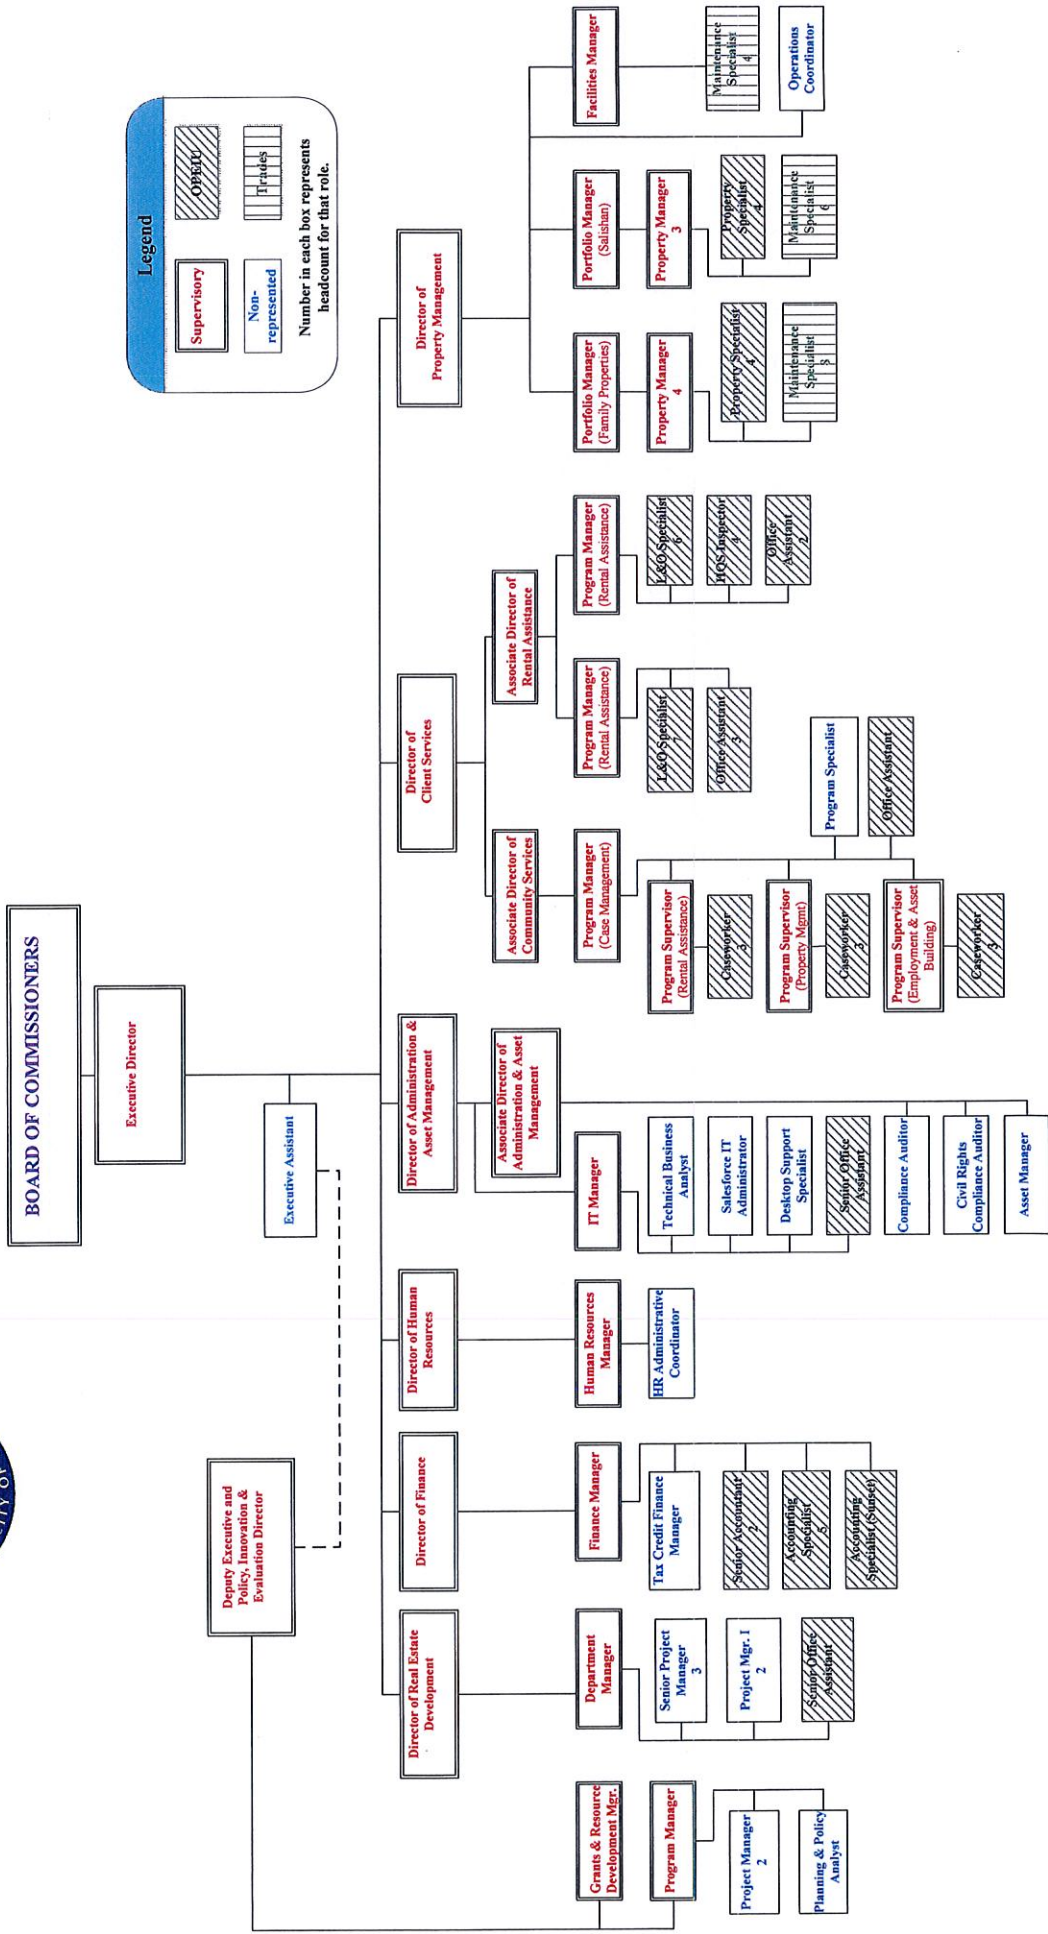 CITY OF
BOARD OF COMMISSIONERS
Executive Director
Executive Assistant
Deputy Executive and
Policy, Innovation &
Evaluation Director
Legend
Supervisory
OPEIU
Non-
represented
Trades
Number in each box represents
headcount for that role.
Grants & Resource
Development Mgr.
Program Manager
Project Manager
2
Planning & Policy
Analyst
Director of Real Estate
Development
Department
Manager
Senior Project
Manager
3
Project Mgr. I
2
Senior Office
Assistant
Director of Finance
Finance Manager
Tax Credit Finance
Manager
Senior Accountant
2
Accounting
Specialist
5
Accounting
Specialist (Sunset)
Director of Human
Resources
Human Resources
Manager
HR Administrative
Coordinator
Director of Administration &
Asset Management
Associate Director of
Administration & Asset
Management
IT Manager
Technical Business
Analyst
Salesforce IT
Administrator
Desktop Support
Specialist
Senior Office
Assistant
Compliance Auditor
Civil Rights
Compliance Auditor
Asset Manager
Director of
Client Services
Associate Director of
Community Services
Program Manager
(Case Management)
Program Supervisor
(Rental Assistance)
Caseworker
3
Program Supervisor
(Property Mgmt)
Caseworker
3
Program Supervisor
(Employment & Asset
Building)
Caseworker
3
Program Specialist
Office Assistant
Associate Director of
Rental Assistance
Program Manager
(Rental Assistance)
L&O Specialist
7
Office Assistant
3
Program Manager
(Rental Assistance)
L&O Specialist
6
HQS Inspector
4
Office
Assistant
2
Director of
Property Management
Portfolio Manager
(Family Properties)
Property Manager
4
Property Specialist
4
Maintenance
Specialist
8
Portfolio Manager
(Salishan)
Property Manager
3
Property
Specialist
4
Maintenance
Specialist
6
Facilities Manager
Maintenance
Specialist
4
Operations
Coordinator